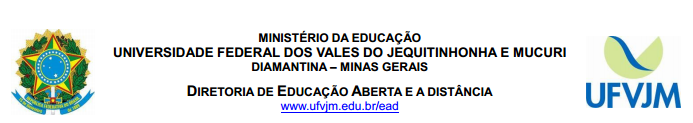 MINISTÉRIO DA EDUCAÇÃO
UNIVERSIDADE FEDERAL DOS VALES DO JEQUITINHONHA E MUCURI
DIAMANTINA – MINAS GERAIS
DIRETORIA DE EDUCAÇÃO ABERTA E A DISTÂNCIA
www.ufvjm.edu.br/ead
UFVJM